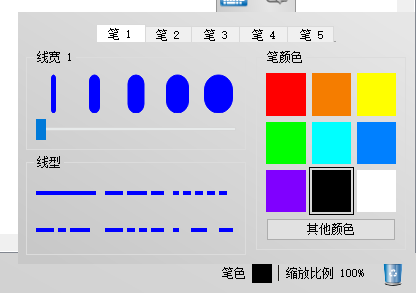 笔 1 笔 2 笔 3 笔 4 笔 5
线宽 1
笔颜色
线型
其他颜色
笔色 缩放比例 100%